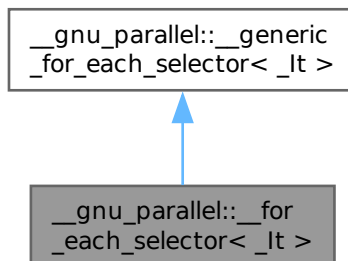 __gnu_parallel::__generic
_for_each_selector< _It >
__gnu_parallel::__for
_each_selector< _It >